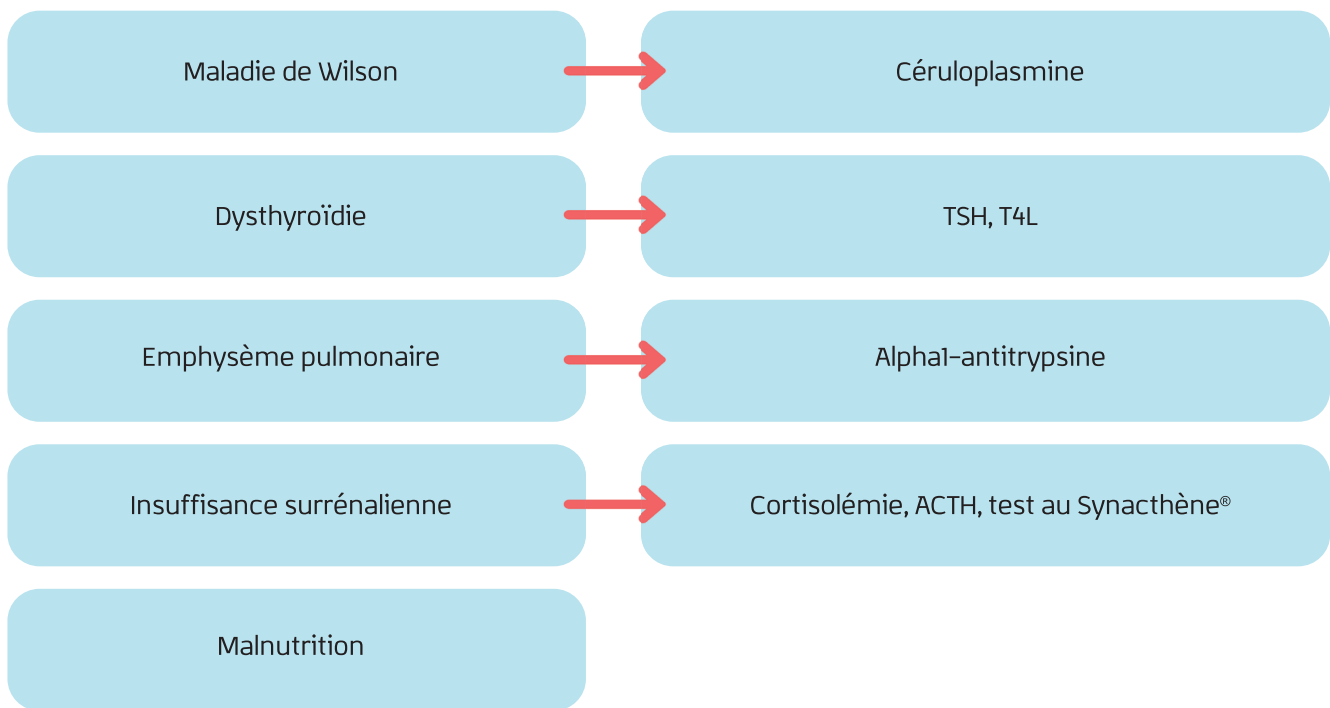 Maladie de Wilson
Céruloplasmine
Dysthyroïdie
TSH, T4L
Emphysème pulmonaire
Alpha1-antitrypsine
Insuffisance surrénalienne
Cortisolémie, ACTH, test au Synacthène®
Malnutrition